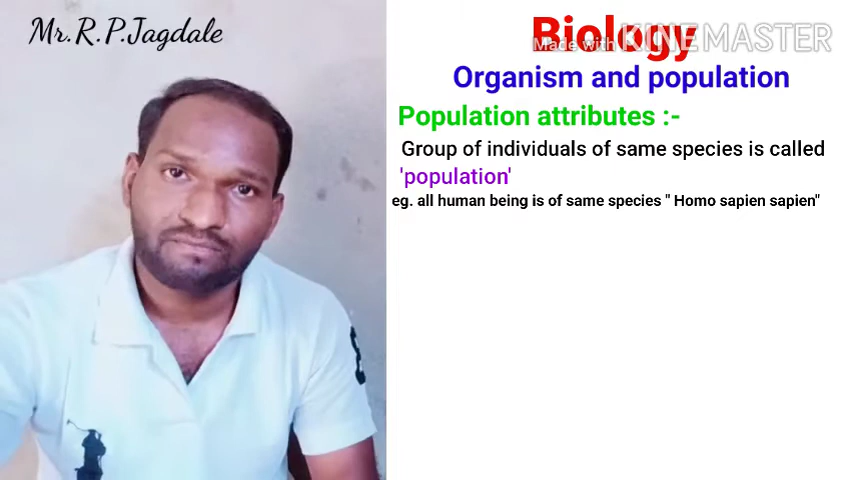 Mr.R.P.Jagdale
Biology
Made with KINEMASTER
Organism and population
Population attributes :-
Group of individuals of same species is called
'population'
eg. all human being is of same species " Homo sapien sapien"